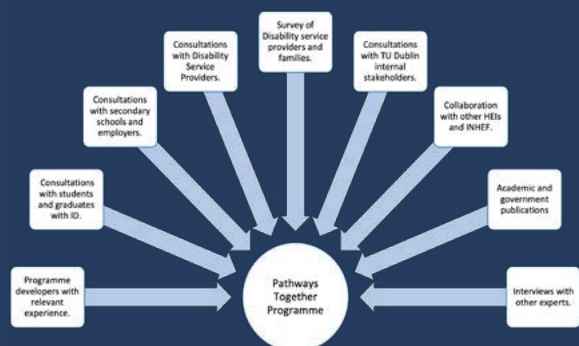 Survey of
Disability service
providers and
families.
Consultations
with Disability
Service
Providers.
Consultations
with TU Dublin
internal
stakeholders.
Consultations
with secondary
schools and
employers.
Collaboration
with other HEIs
and INHEF.
Consultations
with students
and graduates
with ID.
Academic and
government
publications
Programme
developers with
relevant
experience.
Pathways
Together
Programme
Interviews with
other experts.